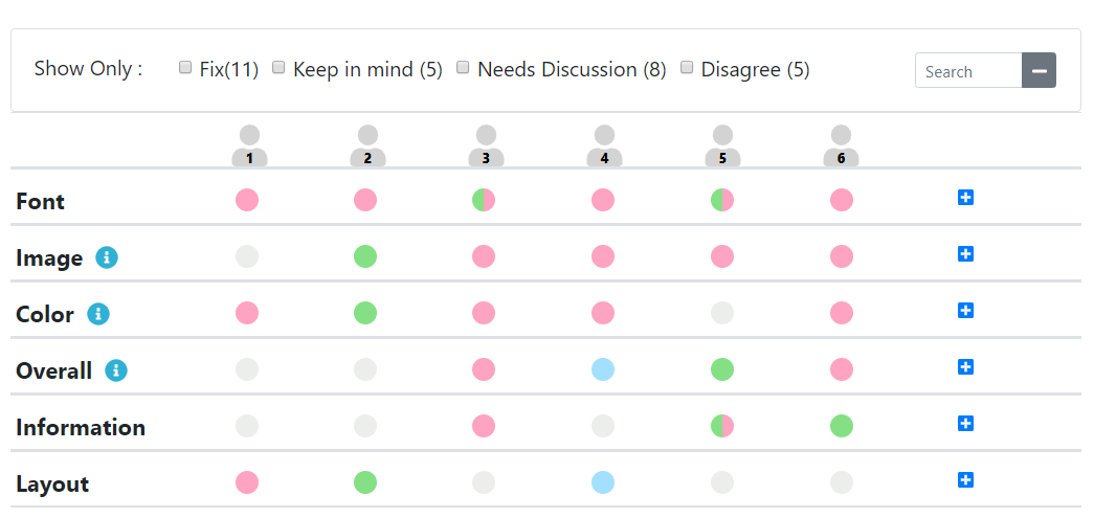 Show Only : Fix(11) Keep in mind (5) Needs Discussion (8) Disagree (5) Search
1 2 3 4 5 6
Font
Image
Color
Overall
Information
Layout